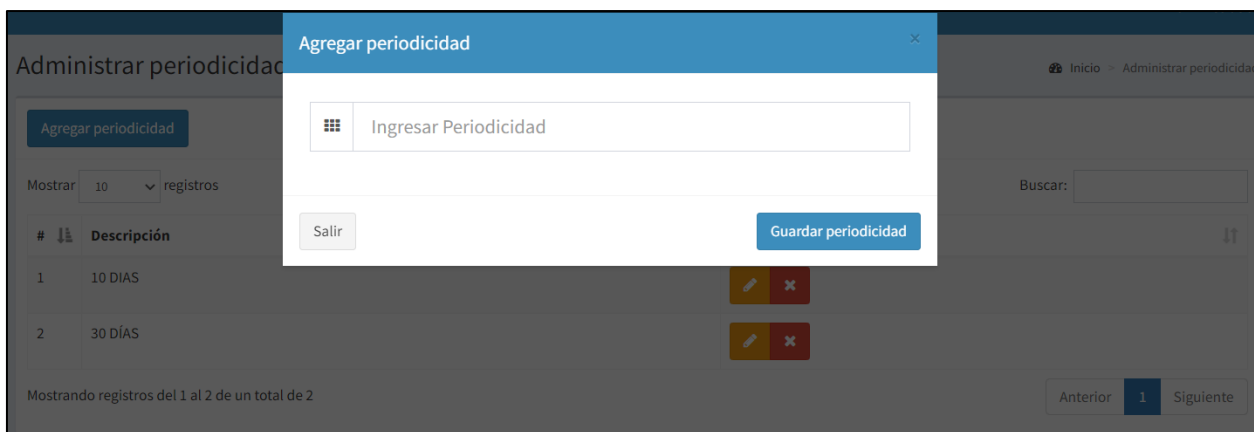 Agregar periodicidad
×
Administrar periodicidad
Inicio > Administrar periodicidad
Agregar periodicidad
Ingresar Periodicidad
Mostrar 10 registros
Buscar:
# Descripción
Salir
Guardar periodicidad
1 10 DIAS
2 30 DÍAS
Mostrando registros del 1 al 2 de un total de 2
Anterior 1 Siguiente